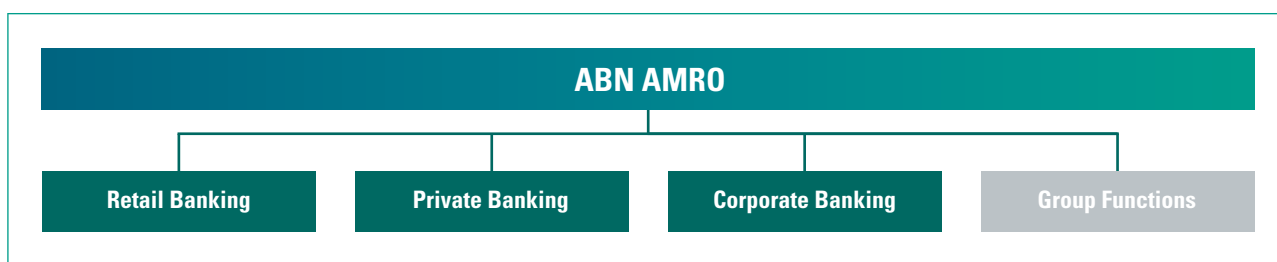 ABN AMRO
Retail Banking
Private Banking
Corporate Banking
Group Functions